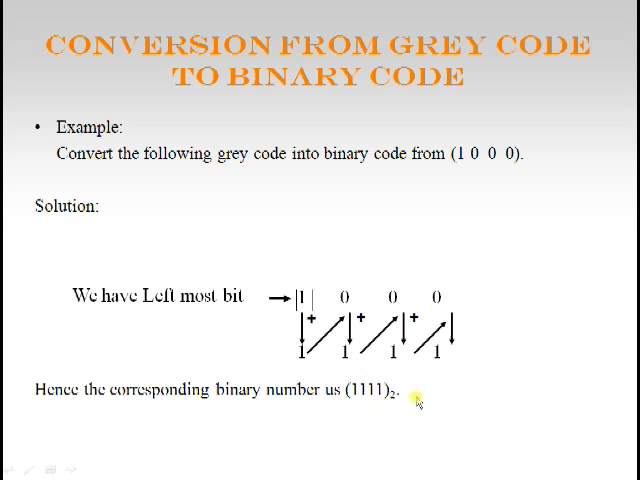 CONVERSION FROM GREY CODE
TO BINARY CODE
• Example:
Convert the following grey code into binary code from (1 0 0 0).
Solution:
We have Left most bit → |1| 0 0 0
+ + +
1 1 1 1
Hence the corresponding binary number us (1111)₂.